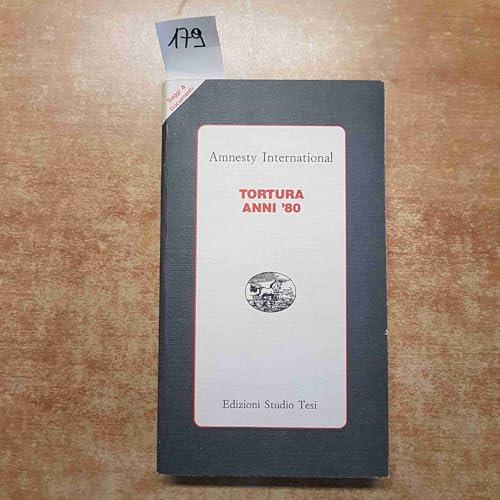 179
Saggi &
Documenti
Amnesty International
TORTURA
ANNI '80
Edizioni Studio Tesi